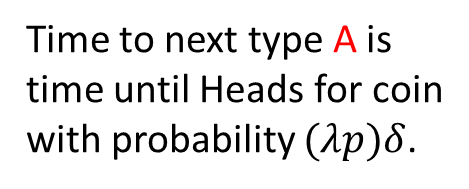 Time to next type A is
time until Heads for coin
with probability (λp)δ.